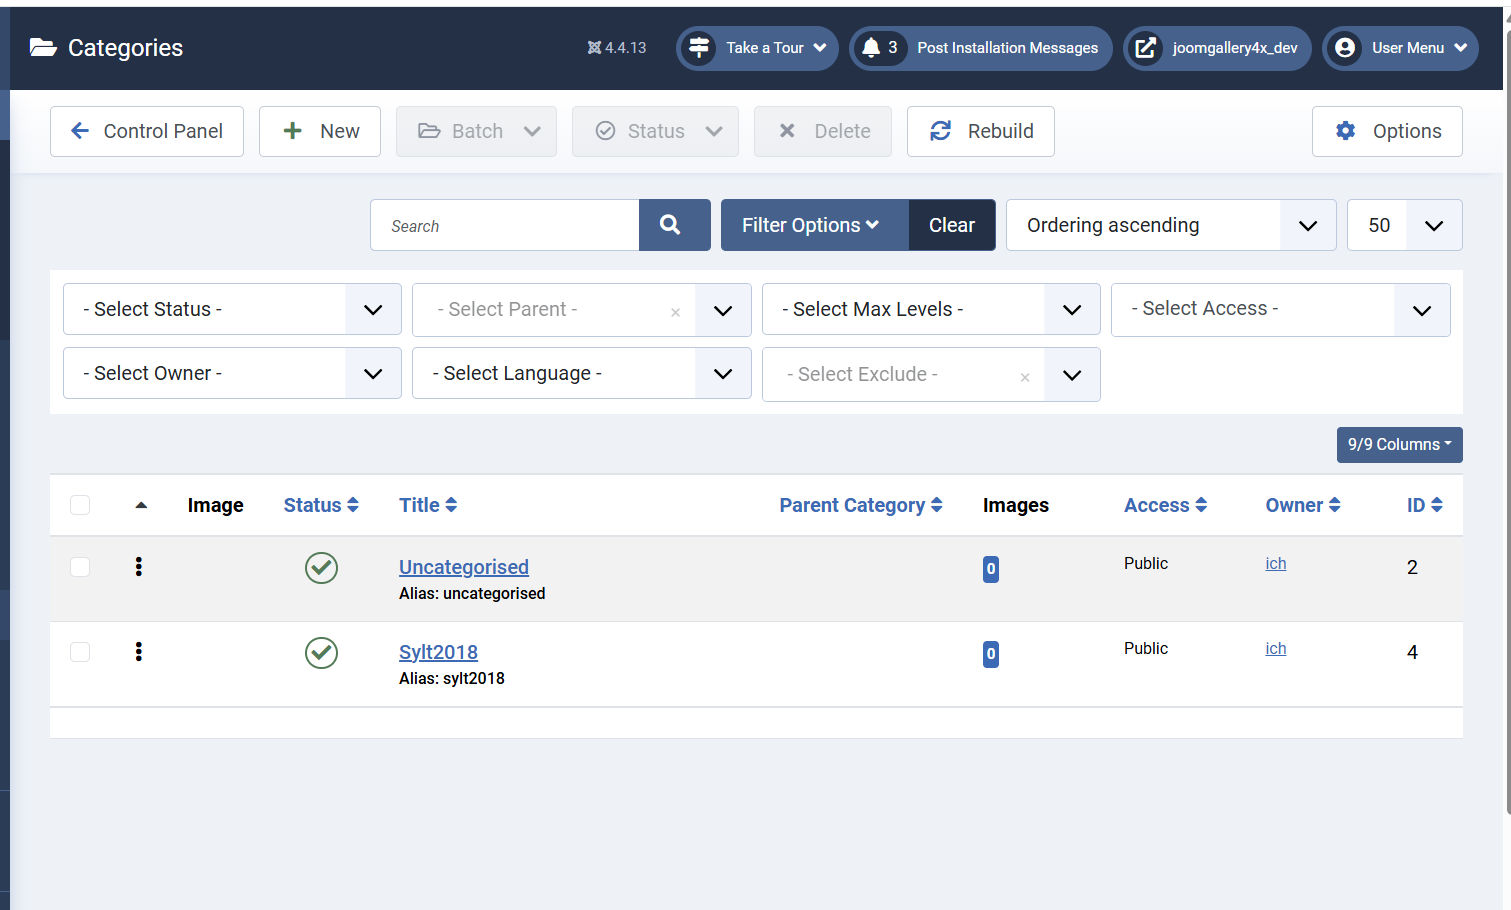 Categories
4.4.13
Take a Tour
3 Post Installation Messages
joomgallery4x_dev
User Menu
Control Panel
New
Batch
Status
Delete
Rebuild
Options
Search
Filter Options
Clear
Ordering ascending
50
- Select Status -
- Select Parent - ×
- Select Max Levels -
- Select Access -
- Select Owner -
- Select Language -
- Select Exclude - ×
9/9 Columns
Image Status Title Parent Category Images Access Owner ID
Uncategorised 0 Public ich 2
Alias: uncategorised
Sylt2018 0 Public ich 4
Alias: sylt2018